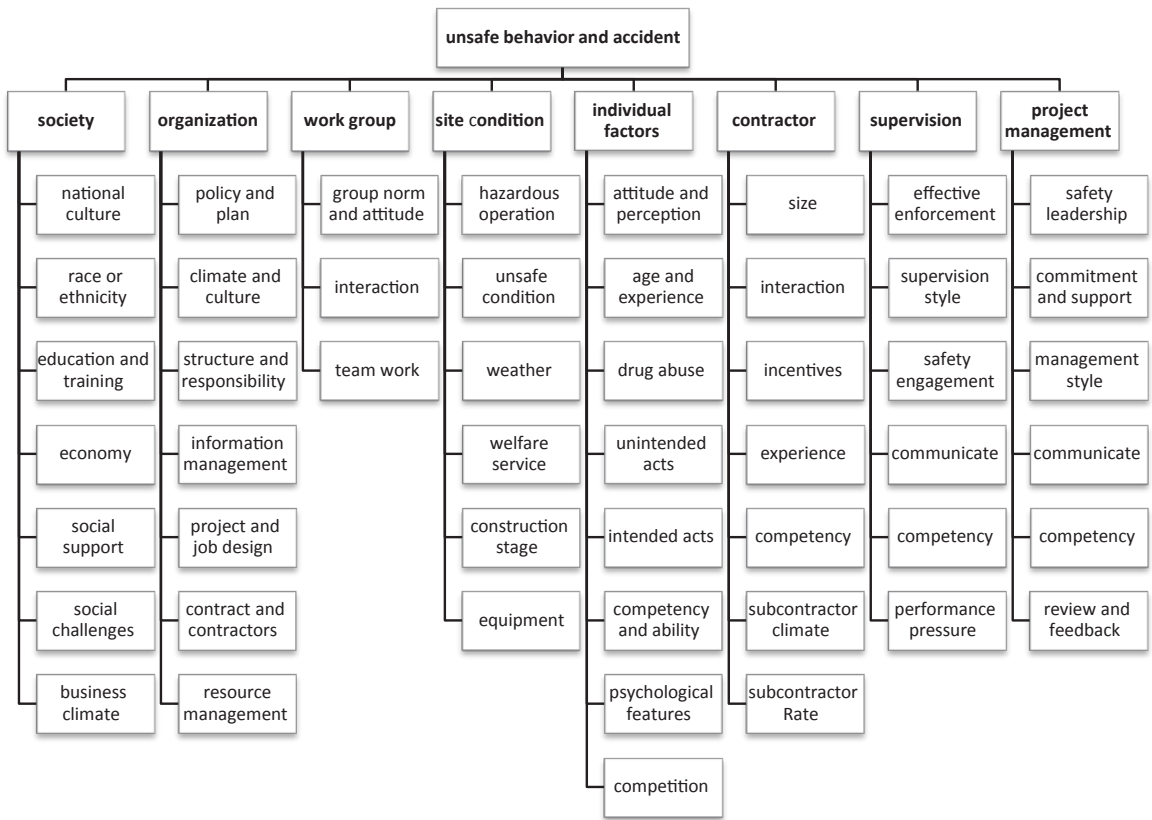 unsafe behavior and accident
society
national
culture
race or
ethnicity
education and
training
economy
social
support
social
challenges
business
climate
organization
policy and
plan
climate and
culture
structure and
responsibility
information
management
project and
job design
contract and
contractors
resource
management
work group
group norm
and attitude
interaction
team work
site condition
hazardous
operation
unsafe
condition
weather
welfare
service
construction
stage
equipment
individual
factors
attitude and
perception
age and
experience
drug abuse
unintended
acts
intended acts
competency
and ability
psychological
features
competition
contractor
size
interaction
incentives
experience
competency
subcontractor
climate
subcontractor
Rate
supervision
effective
enforcement
supervision
style
safety
engagement
communicate
competency
performance
pressure
project
management
safety
leadership
commitment
and support
management
style
communicate
competency
review and
feedback